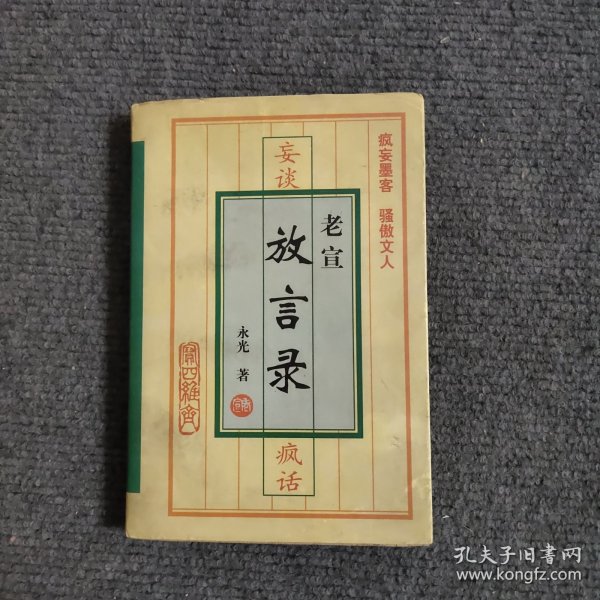 疯妄墨客 骚傲文人
妄谈
老宣
放言录
永光 著
疯话
孔夫子旧书网
www.kongfz.com